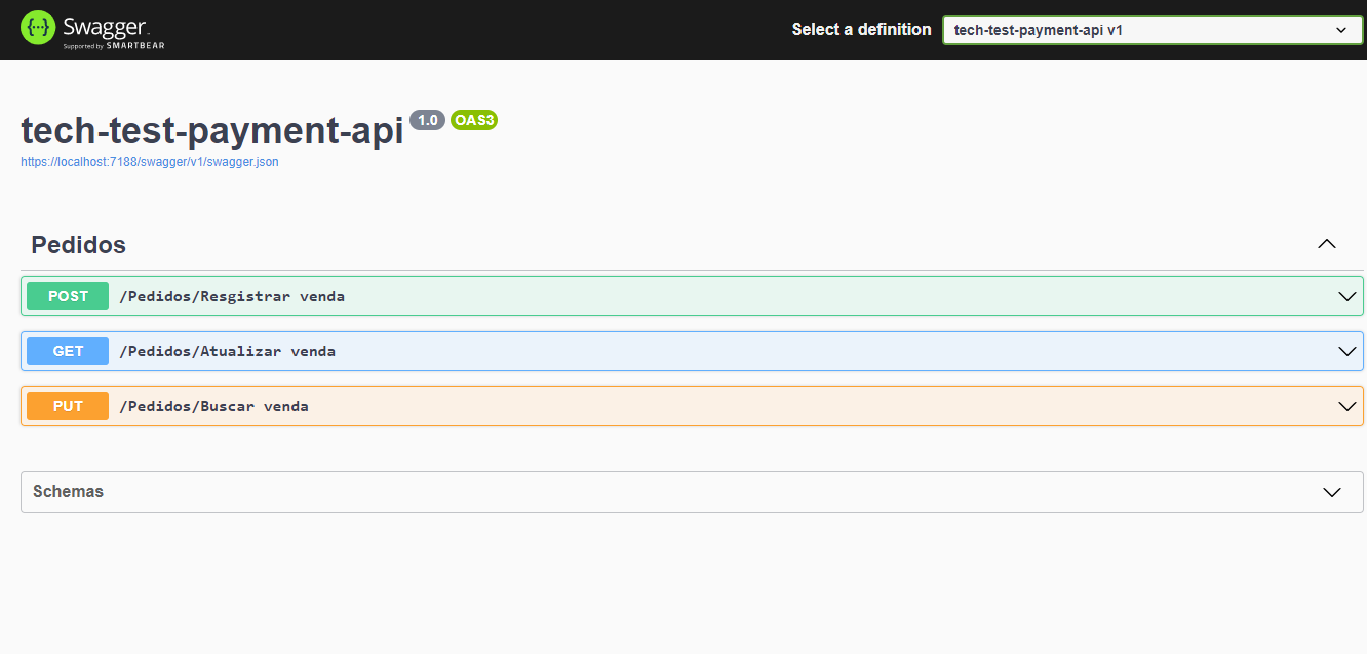 {···} Swagger
Supported by SMARTBEAR
Select a definition
tech-test-payment-api v1
tech-test-payment-api 1.0 OAS3
https://localhost:7188/swagger/v1/swagger.json
Pedidos
POST /Pedidos/Resgistrar venda
GET /Pedidos/Atualizar venda
PUT /Pedidos/Buscar venda
Schemas